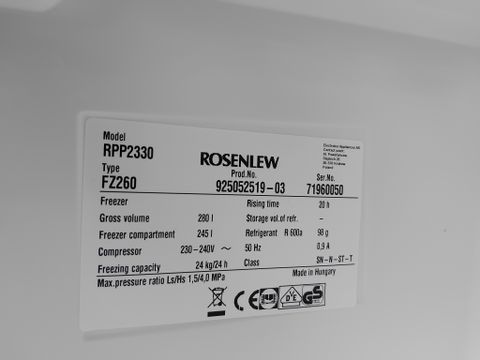 Model
RPP2330
Type
FZ260
ROSENLEW
Prod.No.
925052519-03
Ser.No.
71960050
Freezer
Rising time 20 h
Gross volume 280 l Storage vol.of refr. -
Freezer compartment 245 l Refrigerant R 600a 98 g
Compressor 230-240V ~ 50 Hz 0,9 A
Freezing capacity 24 kg/24 h Class SN-N-ST-T
Max.pressure ratio Ls/Hs 1,5/4,0 MPa Made in Hungary
CE VDE GS